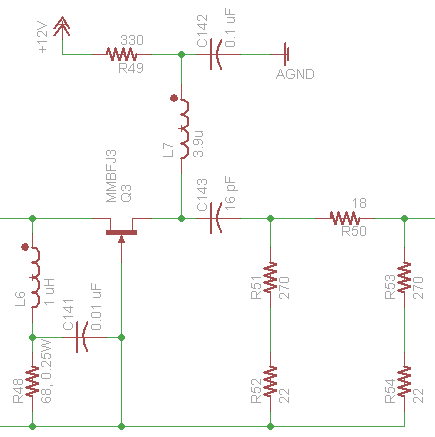 +12V
330
R49
C142
0.1 uF
AGND
L7
3.9u
MMBFJ3
Q3
C143
16 pF
18
R50
L6
1 uH
C141
0.01 uF
R51
270
R53
270
R48
68, 0.25W
R52
22
R54
22